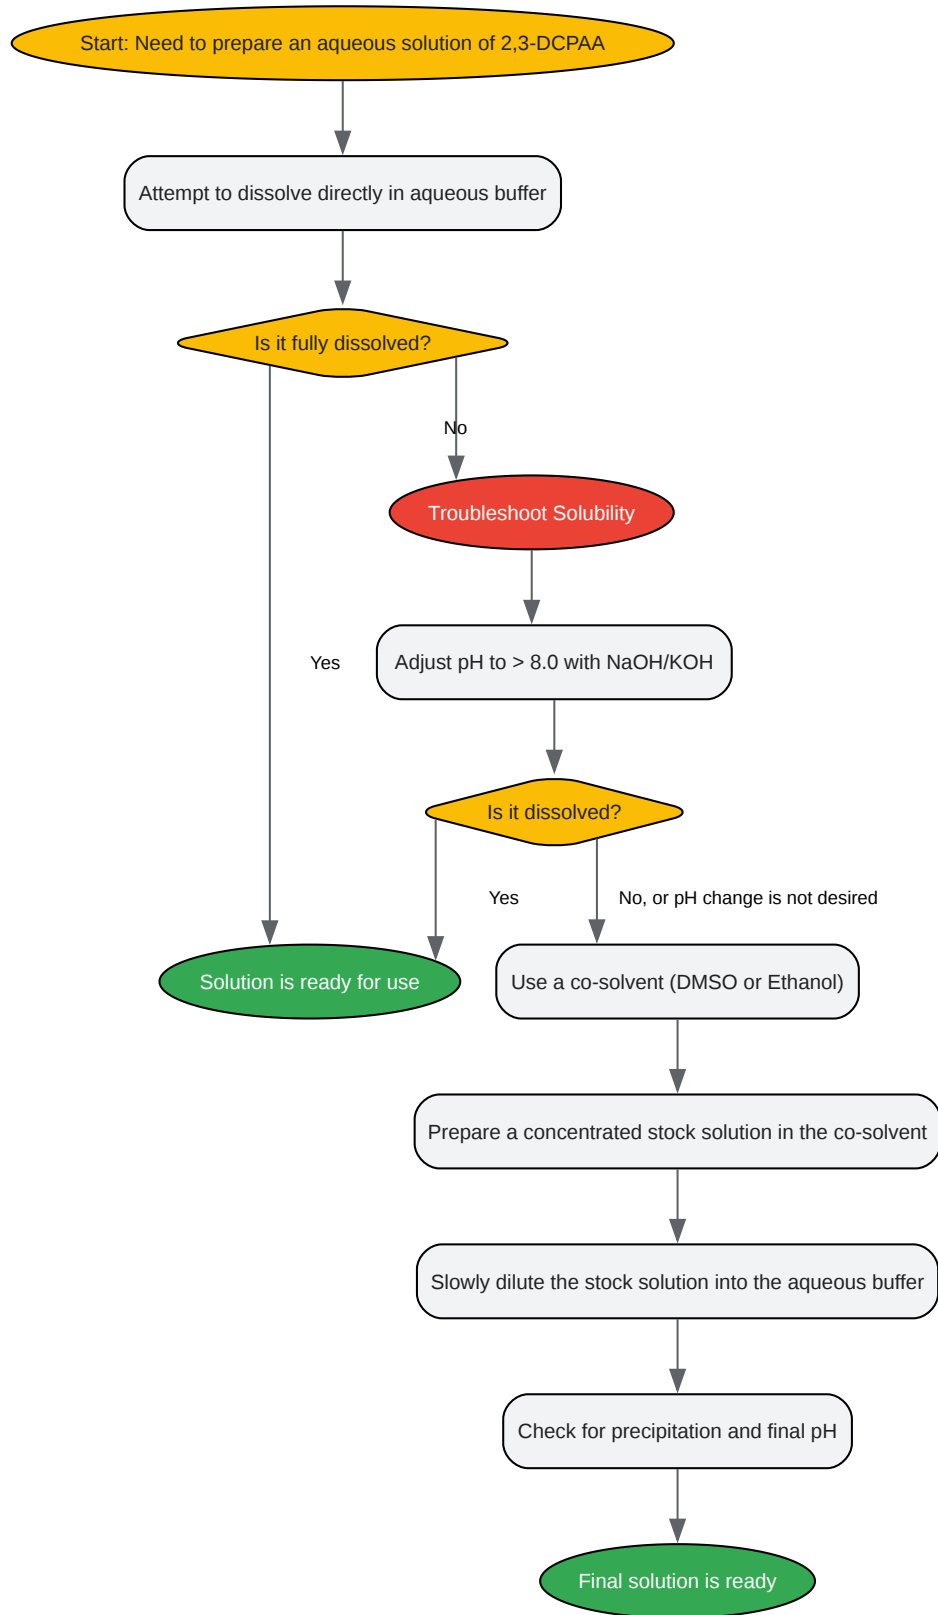 Start: Need to prepare an aqueous solution of 2,3-DCPAA
Attempt to dissolve directly in aqueous buffer
Is it fully dissolved?
No
Troubleshoot Solubility
Yes
Adjust pH to > 8.0 with NaOH/KOH
Is it dissolved?
Yes
No, or pH change is not desired
Solution is ready for use
Use a co-solvent (DMSO or Ethanol)
Prepare a concentrated stock solution in the co-solvent
Slowly dilute the stock solution into the aqueous buffer
Check for precipitation and final pH
Final solution is ready